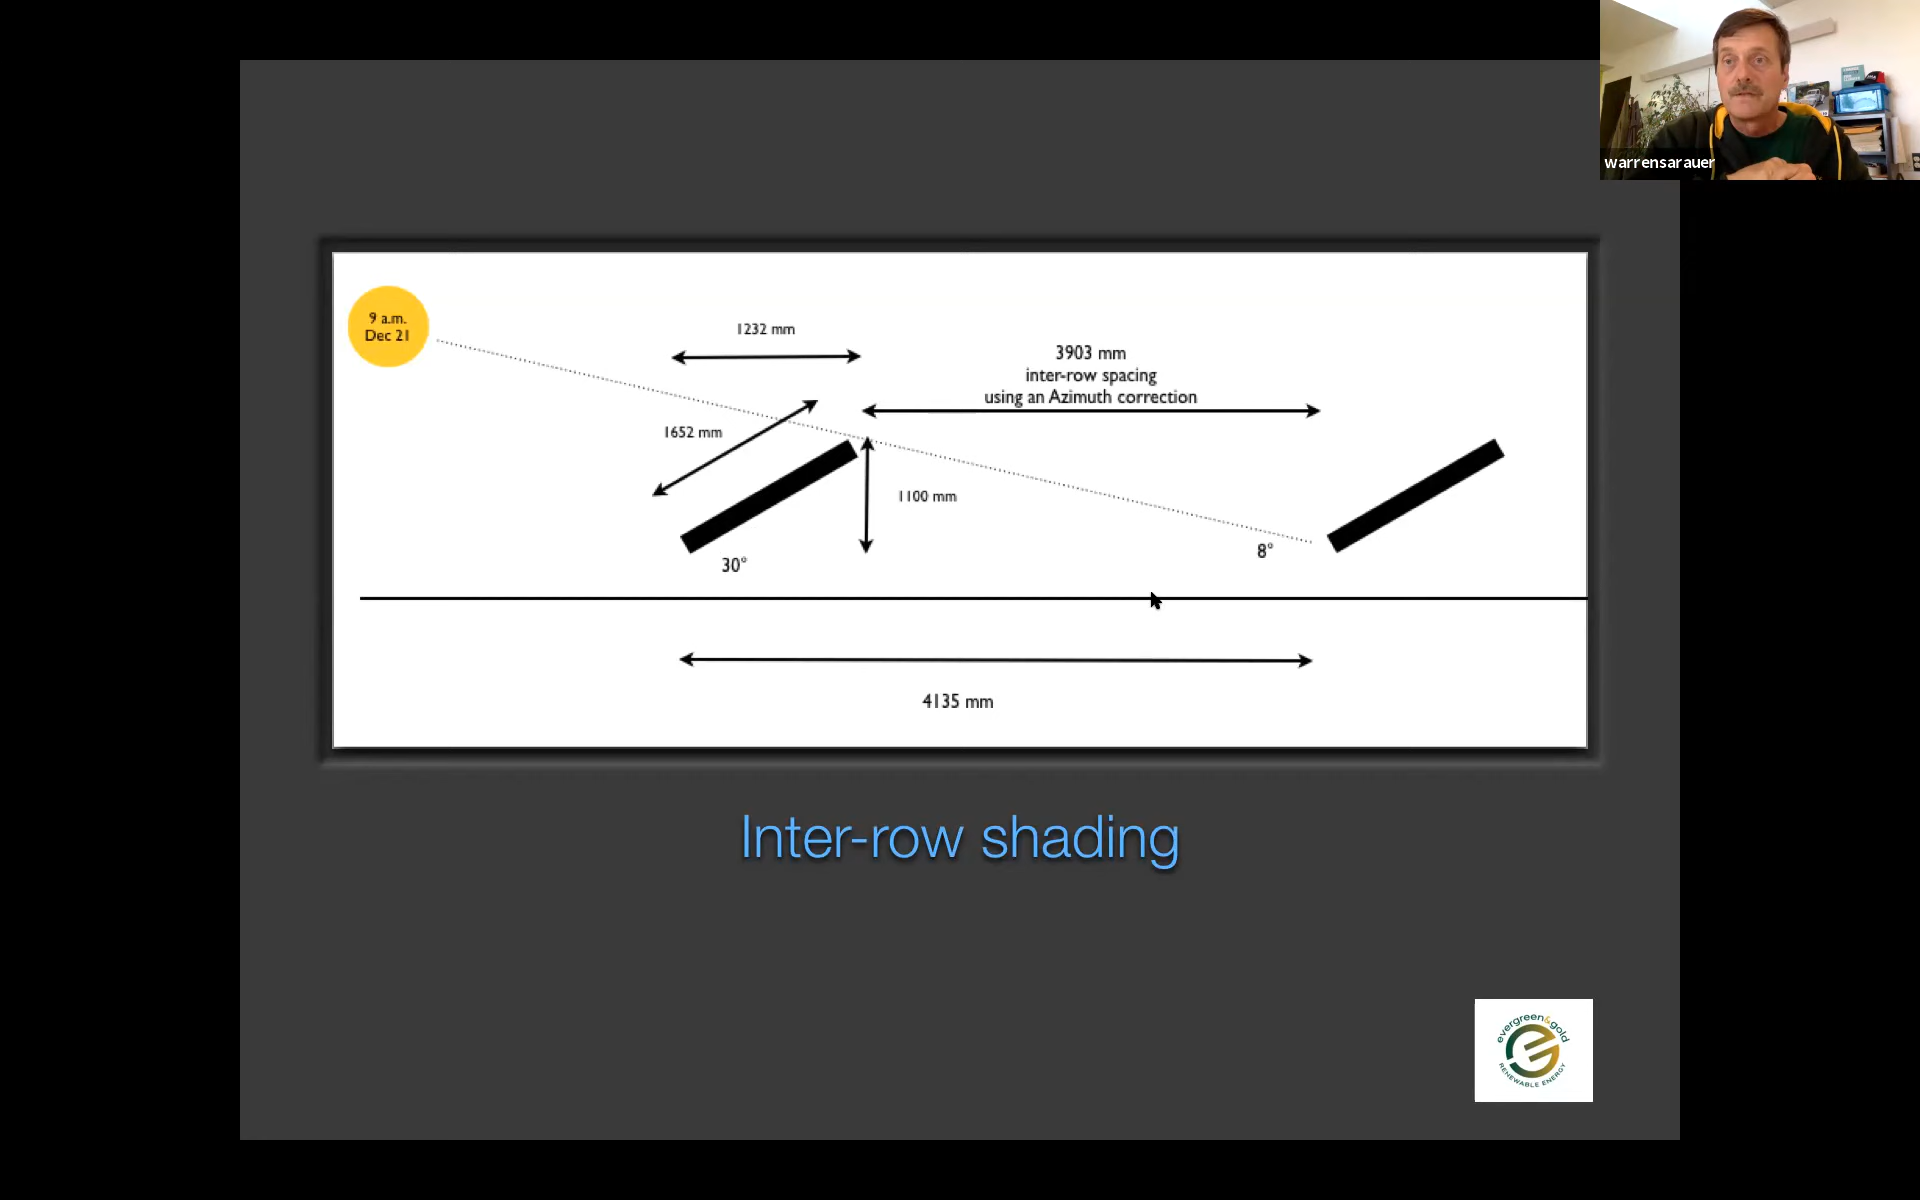 warrensarauer
9 a.m.
Dec 21
1232 mm
3903 mm
inter-row spacing
using an Azimuth correction
1652 mm
1100 mm
30°
8°
4135 mm
Inter-row shading
evergreen&gold
RENEWABLE ENERGY